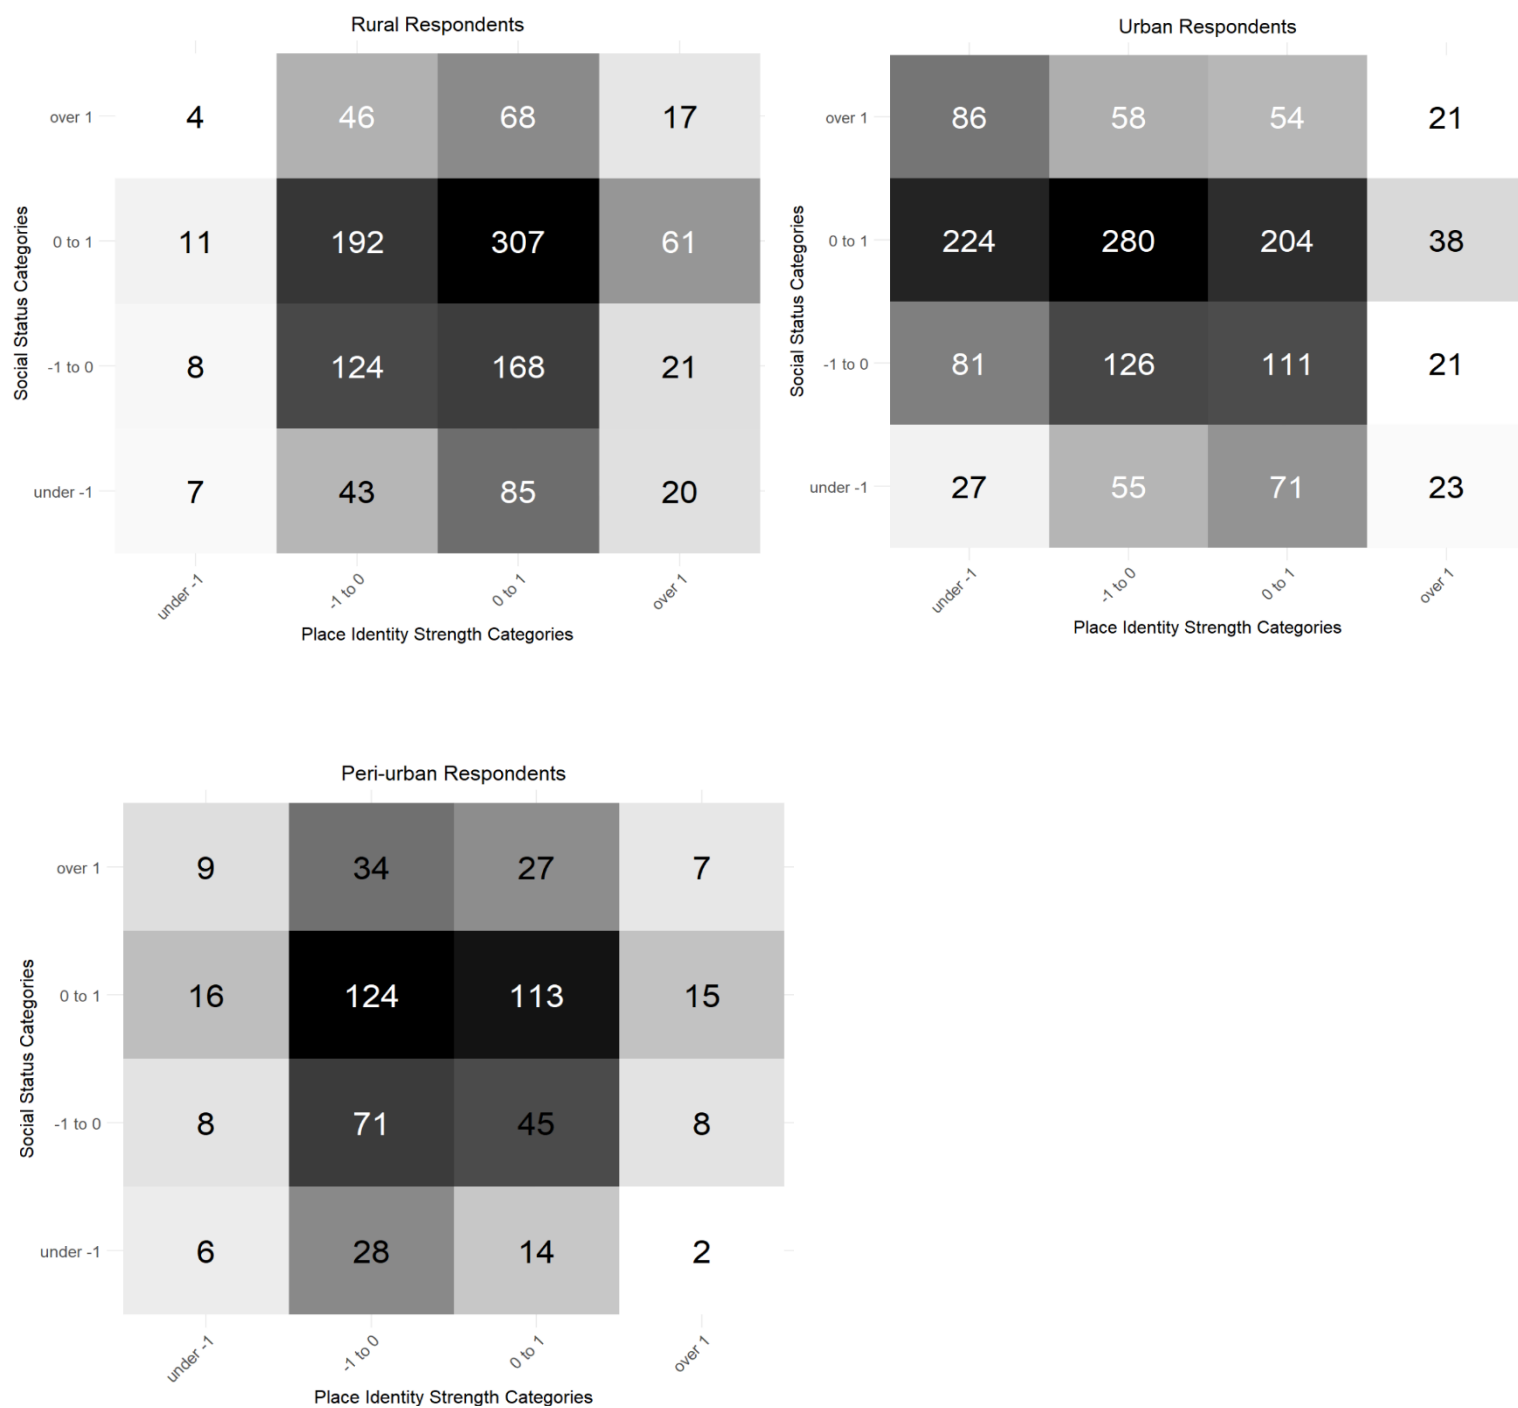 Rural Respondents
Social Status Categories
over 1
4 46 68 17
0 to 1
11 192 307 61
-1 to 0
8 124 168 21
under -1
7 43 85 20
under -1 -1 to 0 0 to 1 over 1
Place Identity Strength Categories
Urban Respondents
Social Status Categories
over 1
86 58 54 21
0 to 1
224 280 204 38
-1 to 0
81 126 111 21
under -1
27 55 71 23
under -1 -1 to 0 0 to 1 over 1
Place Identity Strength Categories
Peri-urban Respondents
Social Status Categories
over 1
9 34 27 7
0 to 1
16 124 113 15
-1 to 0
8 71 45 8
under -1
6 28 14 2
under -1 -1 to 0 0 to 1 over 1
Place Identity Strength Categories